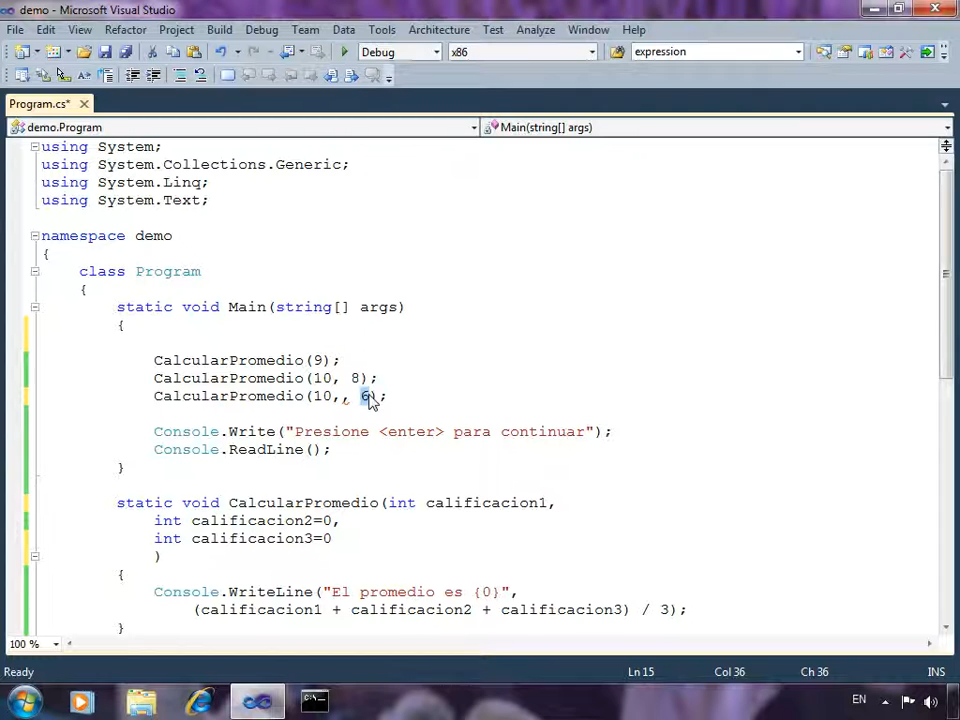 demo - Microsoft Visual Studio
File Edit View Refactor Project Build Debug Team Data Tools Architecture Test Analyze Window Help
Debug x86 expression
Program.cs*
demo.Program Main(string[] args)
using System;
using System.Collections.Generic;
using System.Linq;
using System.Text;
namespace demo
{
class Program
{
static void Main(string[] args)
{
CalcularPromedio(9);
CalcularPromedio(10, 8);
CalcularPromedio(10,, 6);
Console.Write("Presione <enter> para continuar");
Console.ReadLine();
}
static void CalcularPromedio(int calificacion1,
int calificacion2=0,
int calificacion3=0
)
{
Console.WriteLine("El promedio es {0}",
(calificacion1 + calificacion2 + calificacion3) / 3);
}
100 %
Ready Ln 15 Col 36 Ch 36 INS
EN